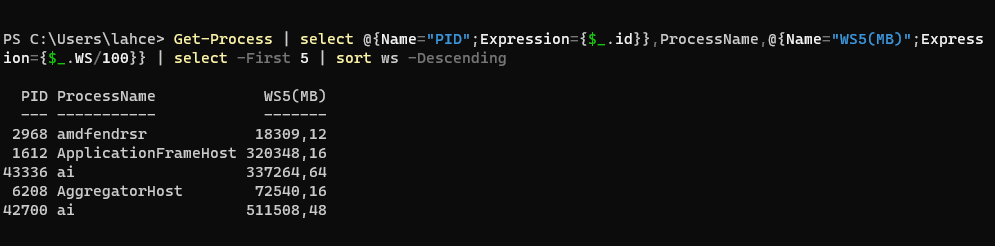 PS C:\Users\lahce> Get-Process | select @{Name="PID";Expression={$_.id}},ProcessName,@{Name="WS5(MB)";Express
ion={$_.WS/100}} | select -First 5 | sort ws -Descending
PID ProcessName WS5(MB)
--- ----------- -------
2968 amdfendrsr 18309,12
1612 ApplicationFrameHost 320348,16
43336 ai 337264,64
6208 AggregatorHost 72540,16
42700 ai 511508,48